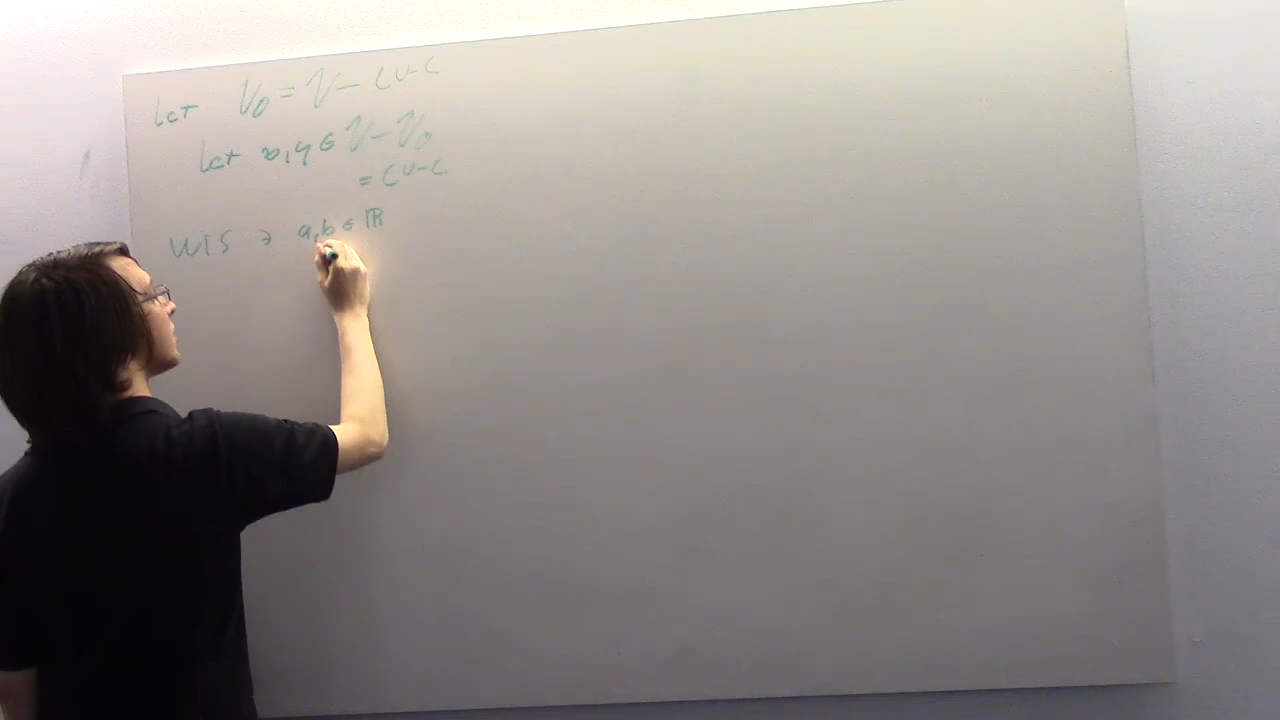 Let V₀ = V - C∪-C
Let x,y ∈ V - V₀
= C∪-C
WTS ∃ a,b ∈ ℝ